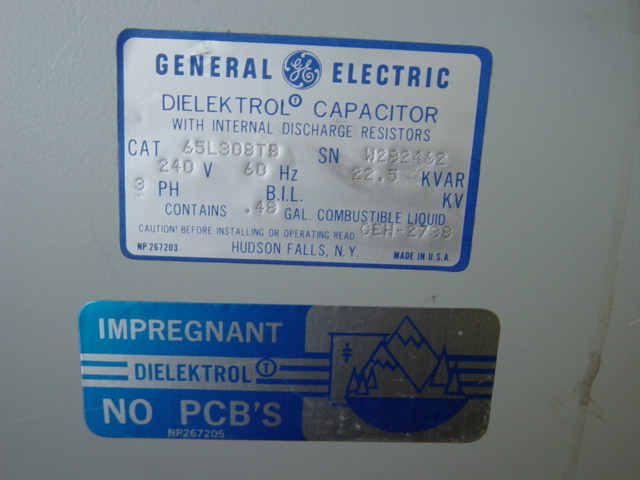 GENERAL GE ELECTRIC
DIELEKTROL T CAPACITOR
WITH INTERNAL DISCHARGE RESISTORS
CAT 65L908TB SN W282462
240 V 60 Hz 22.5 KVAR
3 PH B.I.L. KV
CONTAINS .48 GAL. COMBUSTIBLE LIQUID
CAUTION! BEFORE INSTALLING OR OPERATING READ GEH-2738
NP 267203 HUDSON FALLS, N.Y. MADE IN U.S.A.
IMPREGNANT
DIELEKTROL T
NO PCB'S
NP267205